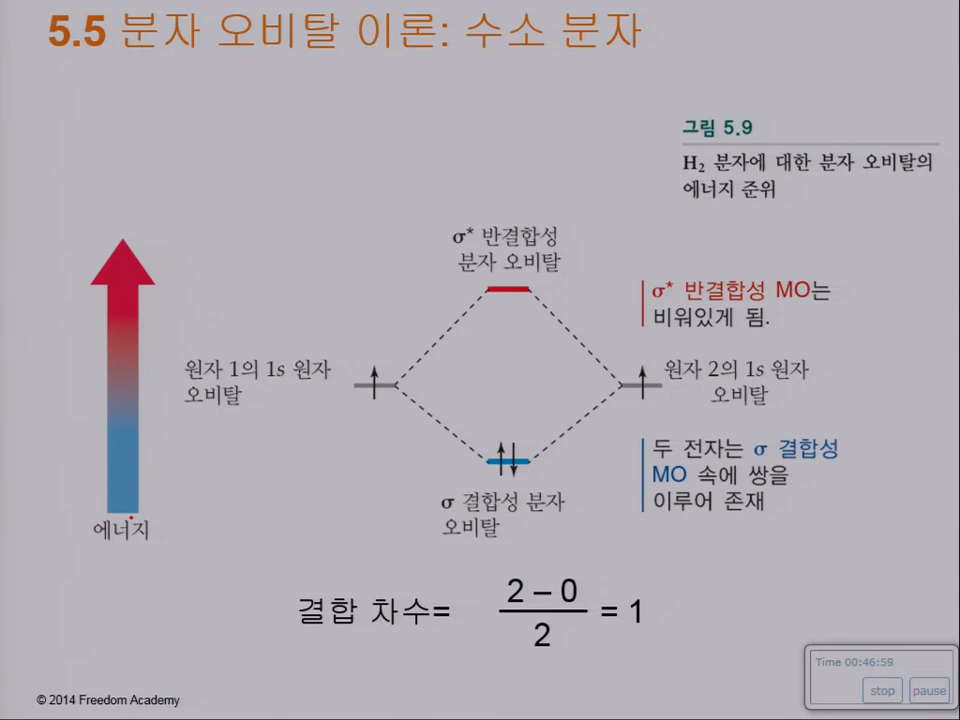 5.5 분자 오비탈 이론: 수소 분자
그림 5.9
H₂ 분자에 대한 분자 오비탈의
에너지 준위
σ* 반결합성
분자 오비탈
σ* 반결합성 MO는
비워있게 됨.
원자 1의 1s 원자
오비탈
원자 2의 1s 원자
오비탈
두 전자는 σ 결합성
MO 속에 쌍을
이루어 존재
σ 결합성 분자
오비탈
에너지
결합 차수= 2 – 0 / 2 = 1
Time 00:46:59
stop pause
© 2014 Freedom Academy